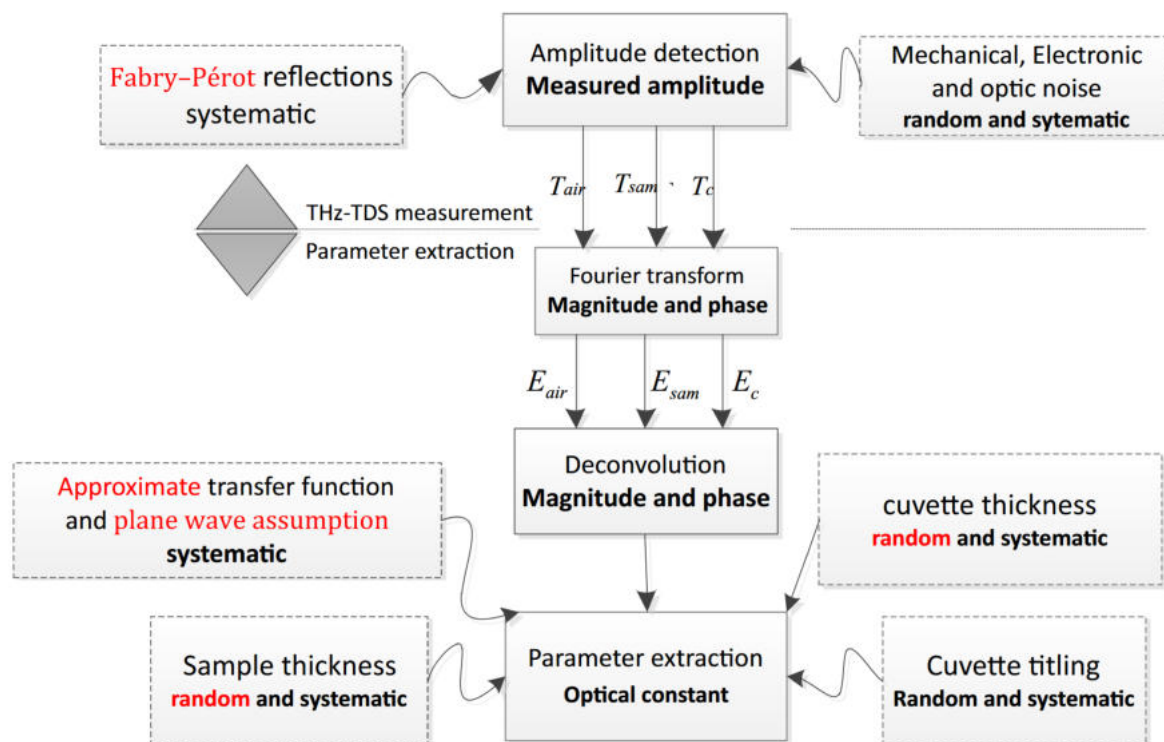 Fabry–Pérot reflections
systematic
Amplitude detection
Measured amplitude
Mechanical, Electronic
and optic noise
random and sytematic
Tair
Tsam
Tc
THz-TDS measurement
Parameter extraction
Fourier transform
Magnitude and phase
Eair
Esam
Ec
Deconvolution
Magnitude and phase
Approximate transfer function
and plane wave assumption
systematic
cuvette thickness
random and systematic
Sample thickness
random and systematic
Parameter extraction
Optical constant
Cuvette titling
Random and systematic